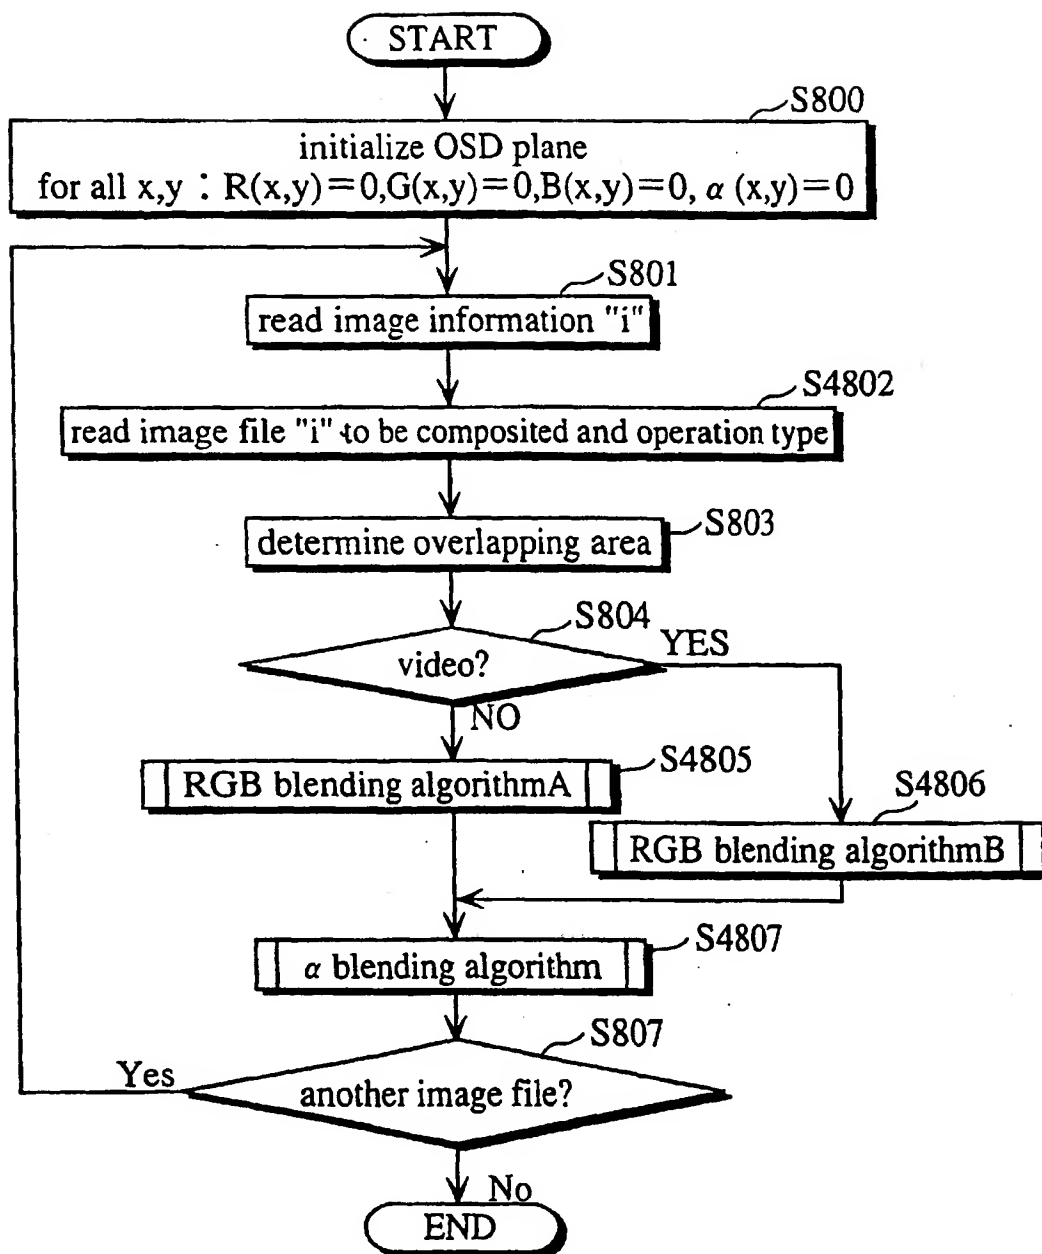 START
S800
initialize OSD plane
for all x,y : R(x,y)=0,G(x,y)=0,B(x,y)=0, α (x,y)=0
S801
read image information "i"
S4802
read image file "i" to be composited and operation type
S803
determine overlapping area
S804
video?
YES
NO
S4805
RGB blending algorithmA
S4806
RGB blending algorithmB
S4807
α blending algorithm
S807
Yes
another image file?
No
END